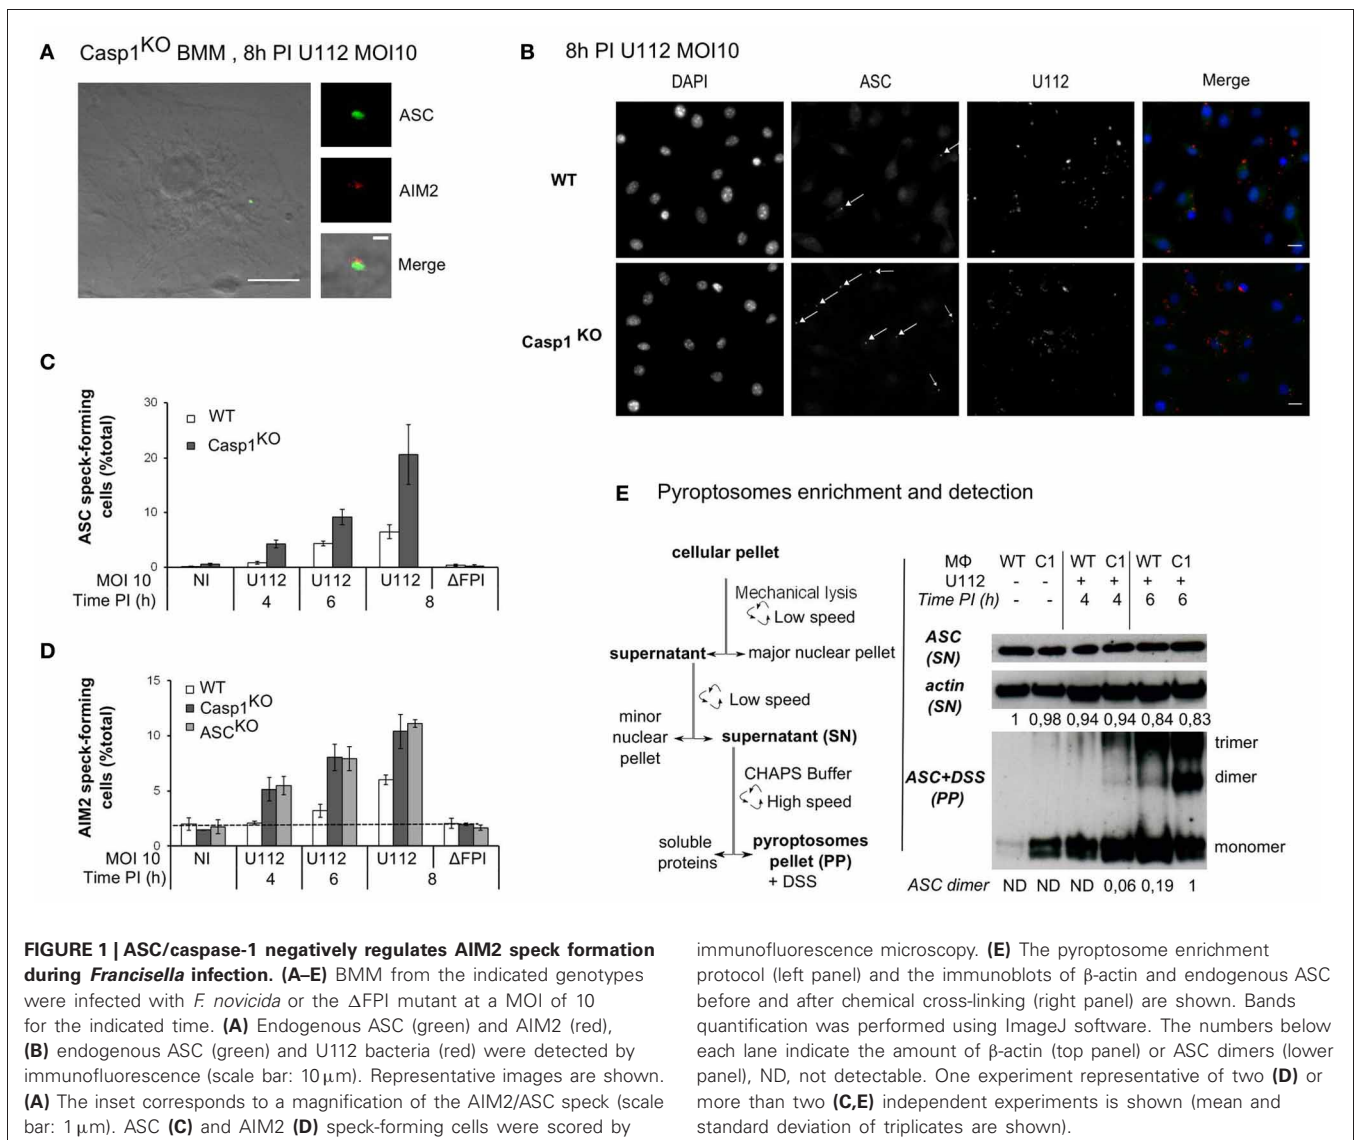 A Casp1KO BMM , 8h PI U112 MOI10
ASC
AIM2
Merge
B 8h PI U112 MOI10
DAPI ASC U112 Merge
WT
Casp1 KO
C
ASC speck-forming
cells (%total)
30
20
10
0
WT
Casp1KO
MOI 10 NI U112 U112 U112 ΔFPI
Time PI (h) 4 6 8
D
AIM2 speck-forming
cells (%total)
15
10
5
0
WT
Casp1KO
ASCKO
MOI 10 NI U112 U112 U112 ΔFPI
Time PI (h) 4 6 8
E Pyroptosomes enrichment and detection
cellular pellet
Mechanical lysis
Low speed
supernatant major nuclear pellet
Low speed
minor
nuclear
pellet
supernatant (SN)
CHAPS Buffer
High speed
soluble
proteins
pyroptosomes
pellet (PP)
+ DSS
MΦ WT C1 WT C1 WT C1
U112 - - + + + +
Time PI (h) - - 4 4 6 6
ASC
(SN)
actin
(SN)
1 0,98 0,94 0,94 0,84 0,83
ASC+DSS
(PP)
trimer
dimer
monomer
ASC dimer ND ND ND 0,06 0,19 1
FIGURE 1 | ASC/caspase-1 negatively regulates AIM2 speck formation
during Francisella infection. (A–E) BMM from the indicated genotypes
were infected with F. novicida or the ΔFPI mutant at a MOI of 10
for the indicated time. (A) Endogenous ASC (green) and AIM2 (red),
(B) endogenous ASC (green) and U112 bacteria (red) were detected by
immunofluorescence (scale bar: 10 μm). Representative images are shown.
(A) The inset corresponds to a magnification of the AIM2/ASC speck (scale
bar: 1 μm). ASC (C) and AIM2 (D) speck-forming cells were scored by
immunofluorescence microscopy. (E) The pyroptosome enrichment
protocol (left panel) and the immunoblots of β-actin and endogenous ASC
before and after chemical cross-linking (right panel) are shown. Bands
quantification was performed using ImageJ software. The numbers below
each lane indicate the amount of β-actin (top panel) or ASC dimers (lower
panel), ND, not detectable. One experiment representative of two (D) or
more than two (C,E) independent experiments is shown (mean and
standard deviation of triplicates are shown).